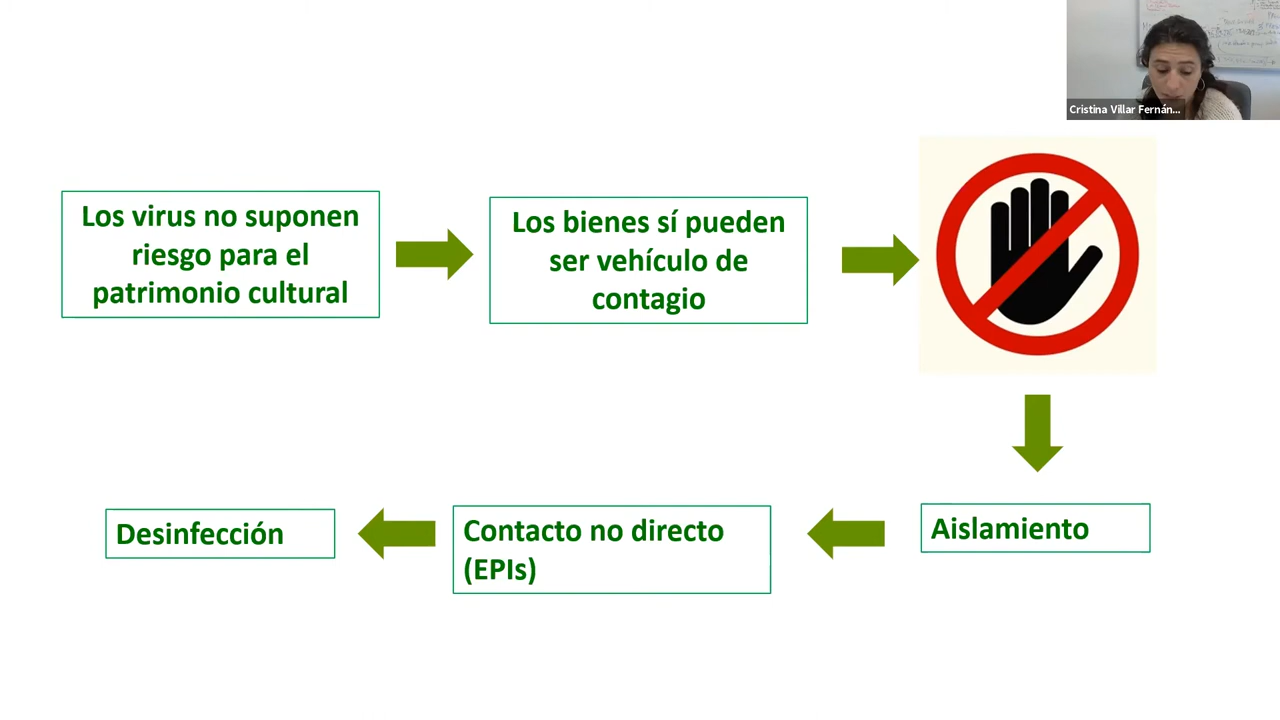 Cristina Villar Fernán...
Los virus no suponen
riesgo para el
patrimonio cultural
Los bienes sí pueden
ser vehículo de
contagio
Aislamiento
Contacto no directo
(EPIs)
Desinfección